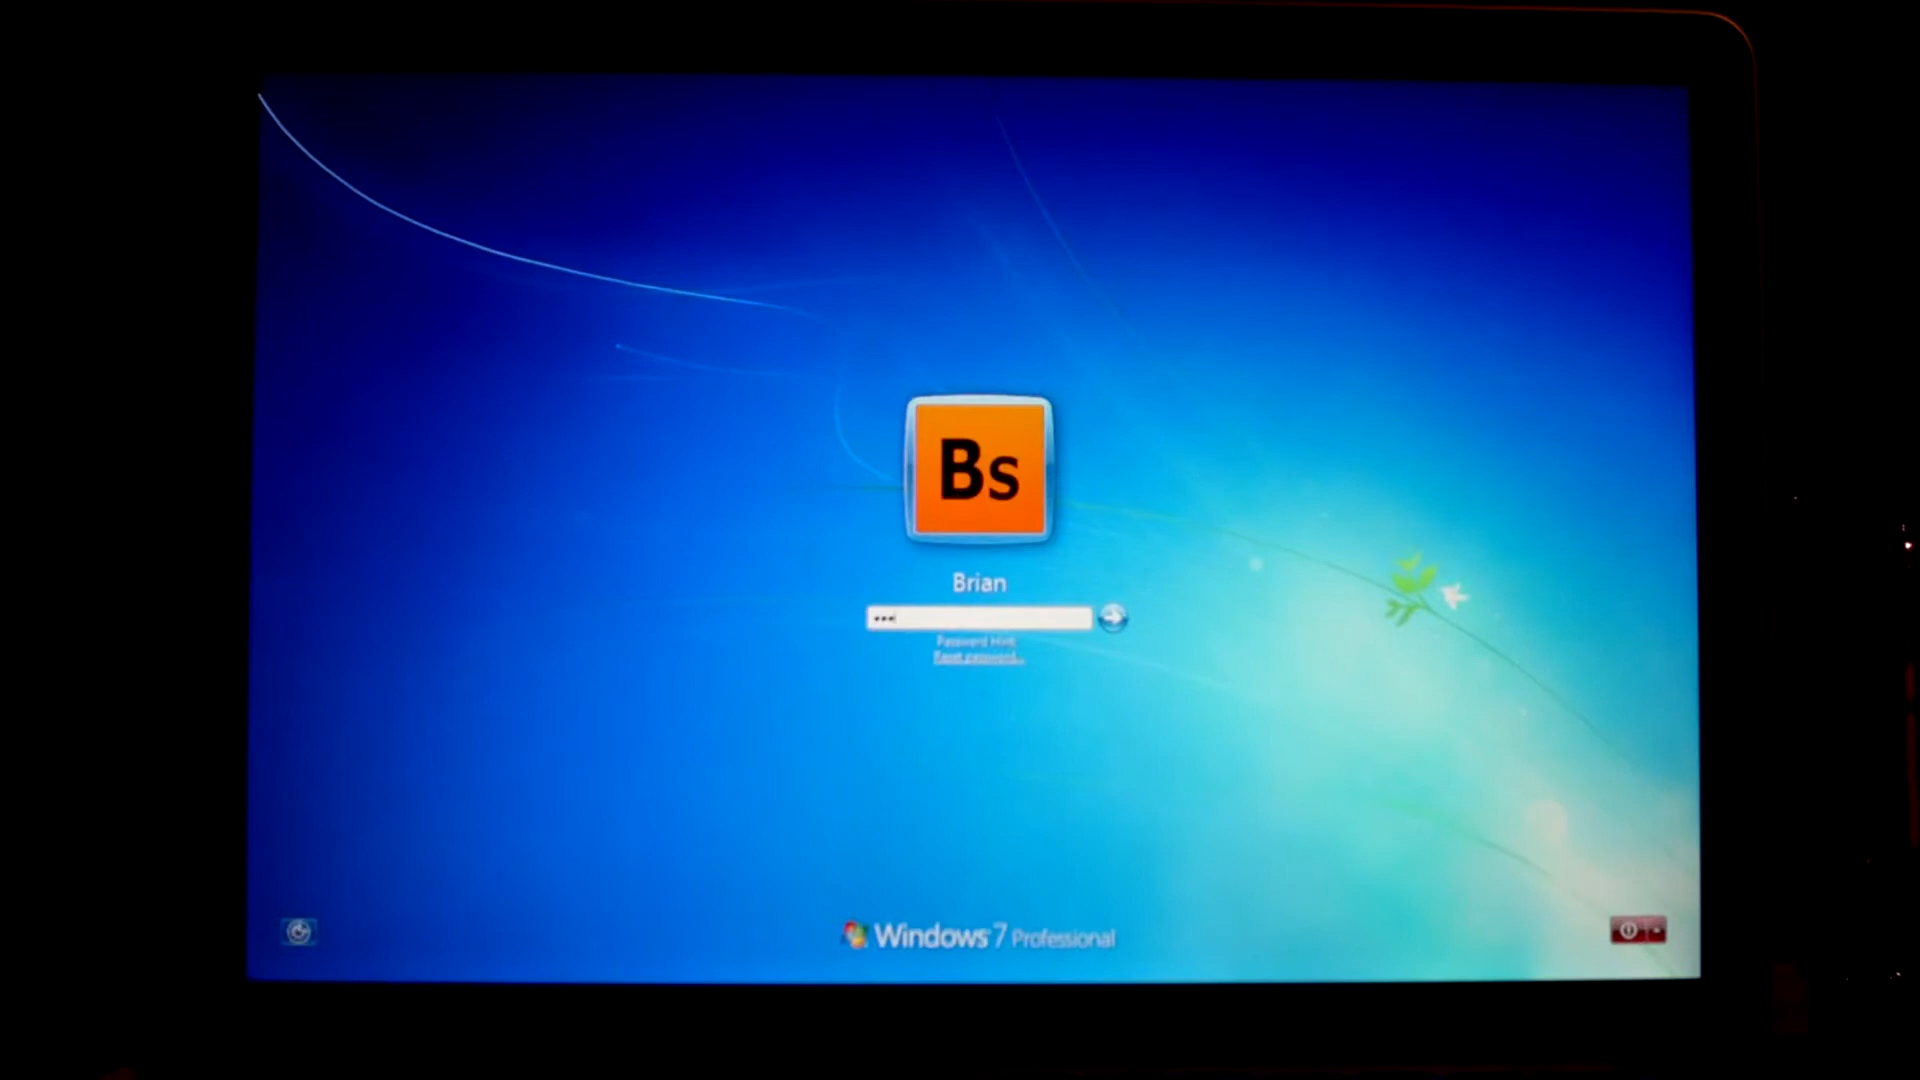 Bs
Brian
Password Hint:
Reset password...
Windows 7 Professional